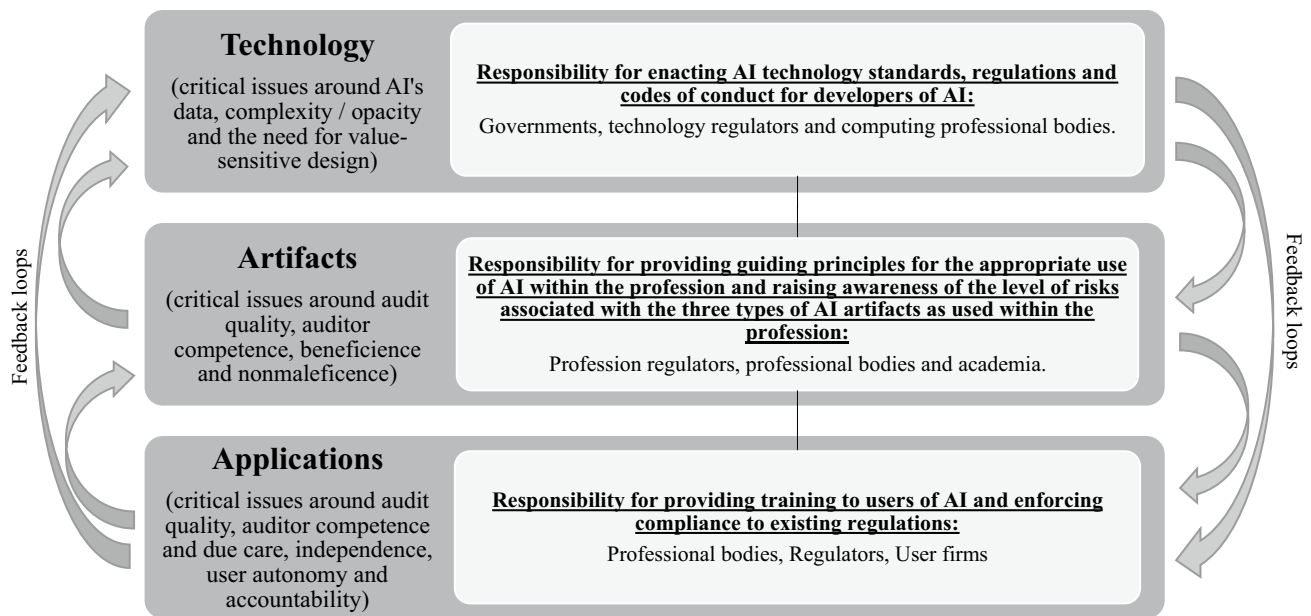 Technology
(critical issues around AI's
data, complexity / opacity
and the need for value-
sensitive design)
Responsibility for enacting AI technology standards, regulations and
codes of conduct for developers of AI:
Governments, technology regulators and computing professional bodies.
Feedback loops
Artifacts
(critical issues around audit
quality, auditor
competence, beneficience
and nonmaleficence)
Responsibility for providing guiding principles for the appropriate use
of AI within the profession and raising awareness of the level of risks
associated with the three types of AI artifacts as used within the
profession:
Profession regulators, professional bodies and academia.
Feedback loops
Applications
(critical issues around audit
quality, auditor competence
and due care, independence,
user autonomy and
accountability)
Responsibility for providing training to users of AI and enforcing
compliance to existing regulations:
Professional bodies, Regulators, User firms